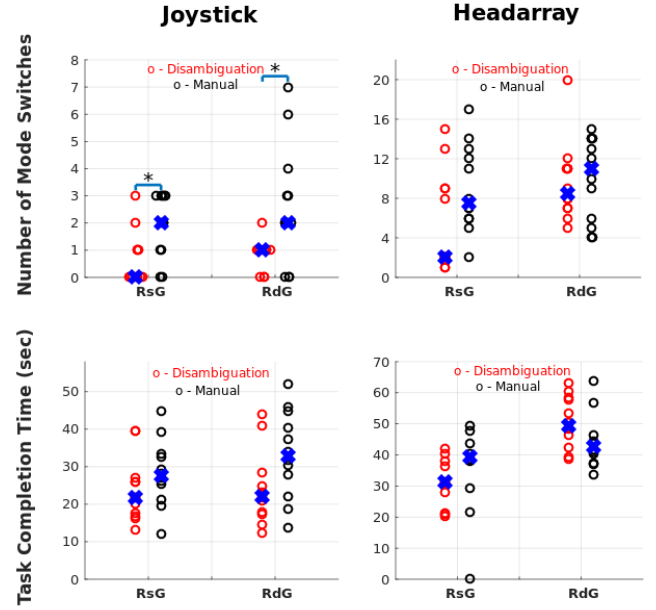 Joystick
Headarray
Number of Mode Switches
8
7
6
5
4
3
2
1
0
o - Disambiguation
o - Manual
*
*
RsG
RdG
20
16
12
8
4
0
o - Disambiguation
o - Manual
RsG
RdG
Task Completion Time (sec)
50
40
30
20
10
0
o - Disambiguation
o - Manual
RsG
RdG
70
60
50
40
30
20
10
0
o - Disambiguation
o - Manual
RsG
RdG